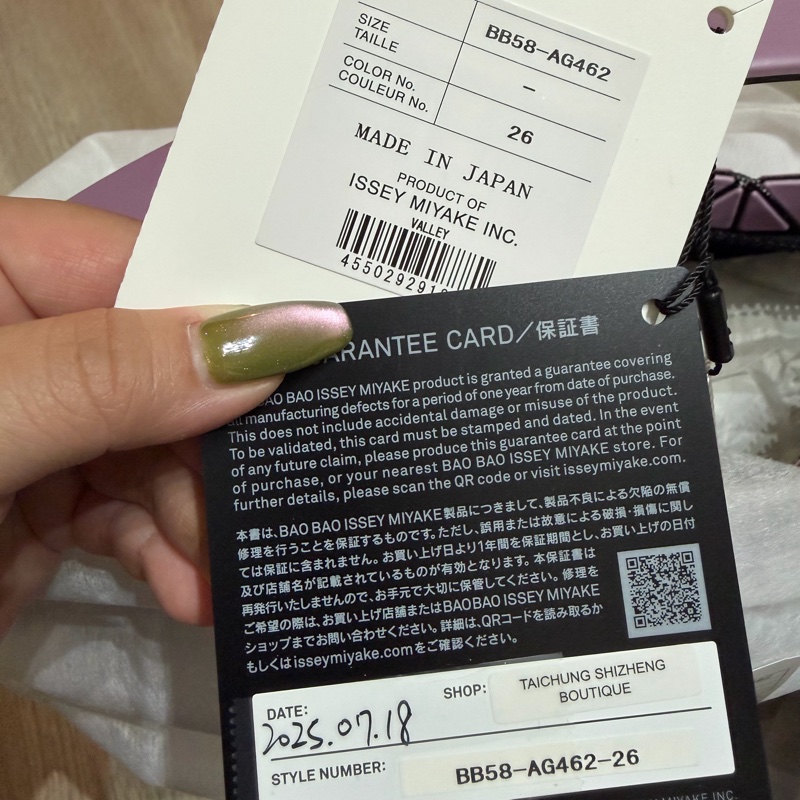 SIZE
TAILLE
BB58-AG462
COLOR No.
COULEUR No.
-
26
MADE IN JAPAN
PRODUCT OF
ISSEY MIYAKE INC.
VALLEY
GUARANTEE CARD/保証書
BAO BAO ISSEY MIYAKE product is granted a guarantee covering
all manufacturing defects for a period of one year from date of purchase.
This does not include accidental damage or misuse of the product.
To be validated, this card must be stamped and dated. In the event
of any future claim, please produce this guarantee card at the point
of purchase, or your nearest BAO BAO ISSEY MIYAKE store. For
further details, please scan the QR code or visit isseymiyake.com.
本書は、BAO BAO ISSEY MIYAKE製品につきまして、製品不良による欠陥の無償
修理を行うことを保証するものです。ただし、誤用または故意による破損・損傷に関し
ては保証に含まれません。お買い上げ日より1年間を保証期間とし、お買い上げの日付
及び店舗名が記載されているものが有効となります。本保証書は
再発行いたしませんので、お手元で大切に保管してください。修理を
ご希望の際は、お買い上げ店舗またはBAO BAO ISSEY MIYAKE
ショップまでお問い合わせください。詳細は、QRコードを読み取るか
もしくはisseymiyake.comをご確認ください。
DATE:
2025.07.18
SHOP:
TAICHUNG SHIZHENG
BOUTIQUE
STYLE NUMBER:
BB58-AG462-26
MIYAKE INC.